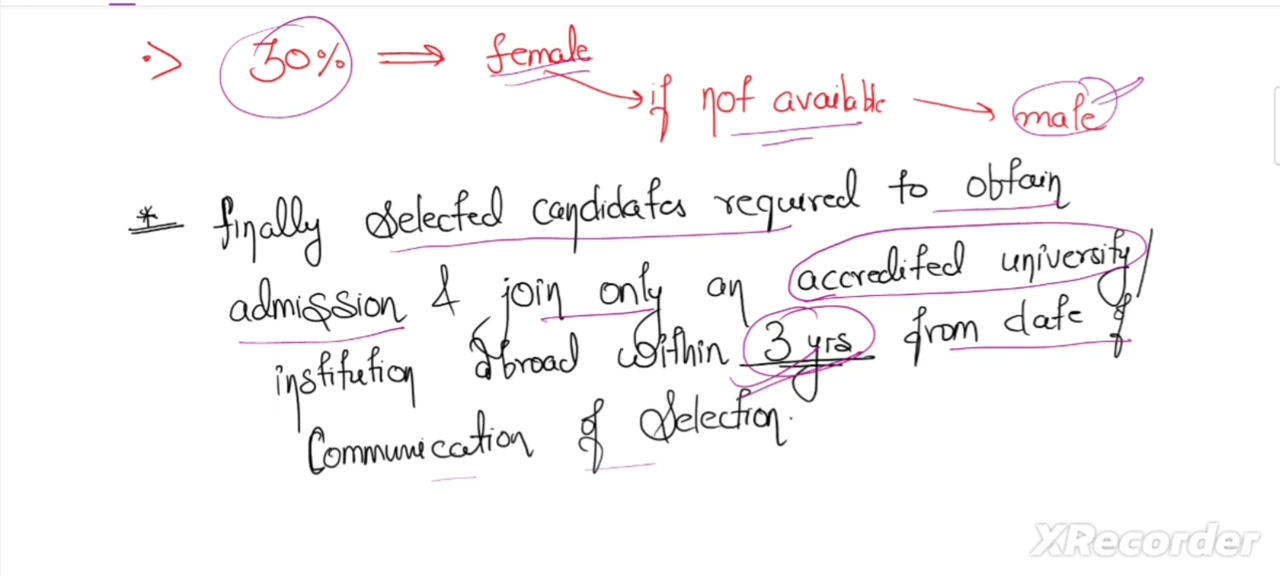 ·> 30% ⟹ female
→ if not available → male
* finally selected candidates required to obtain
admission & join only an accredited university/
institution abroad within 3 yrs from date of
Communication of Selection.
XRecorder